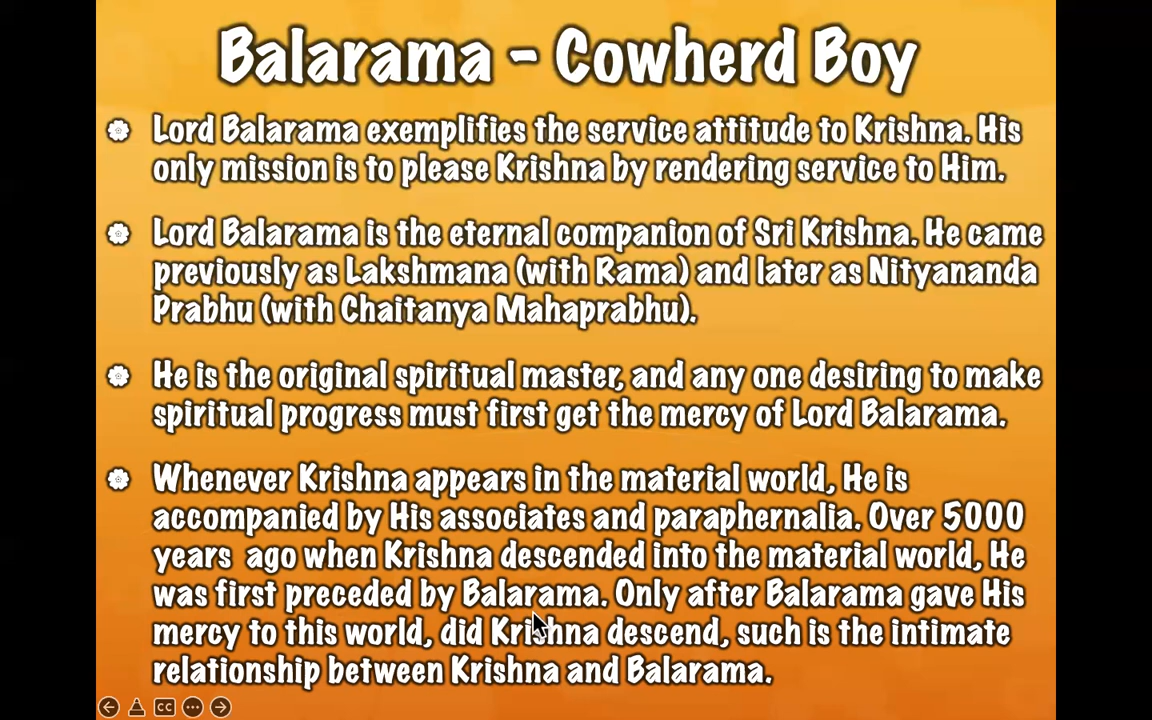 Balarama - Cowherd Boy
Lord Balarama exemplifies the service attitude to Krishna. His
only mission is to please Krishna by rendering service to Him.
Lord Balarama is the eternal companion of Sri Krishna. He came
previously as Lakshmana (with Rama) and later as Nityananda
Prabhu (with Chaitanya Mahaprabhu).
He is the original spiritual master, and any one desiring to make
spiritual progress must first get the mercy of Lord Balarama.
Whenever Krishna appears in the material world, He is
accompanied by His associates and paraphernalia. Over 5000
years ago when Krishna descended into the material world, He
was first preceded by Balarama. Only after Balarama gave His
mercy to this world, did Krishna descend, such is the intimate
relationship between Krishna and Balarama.
CC